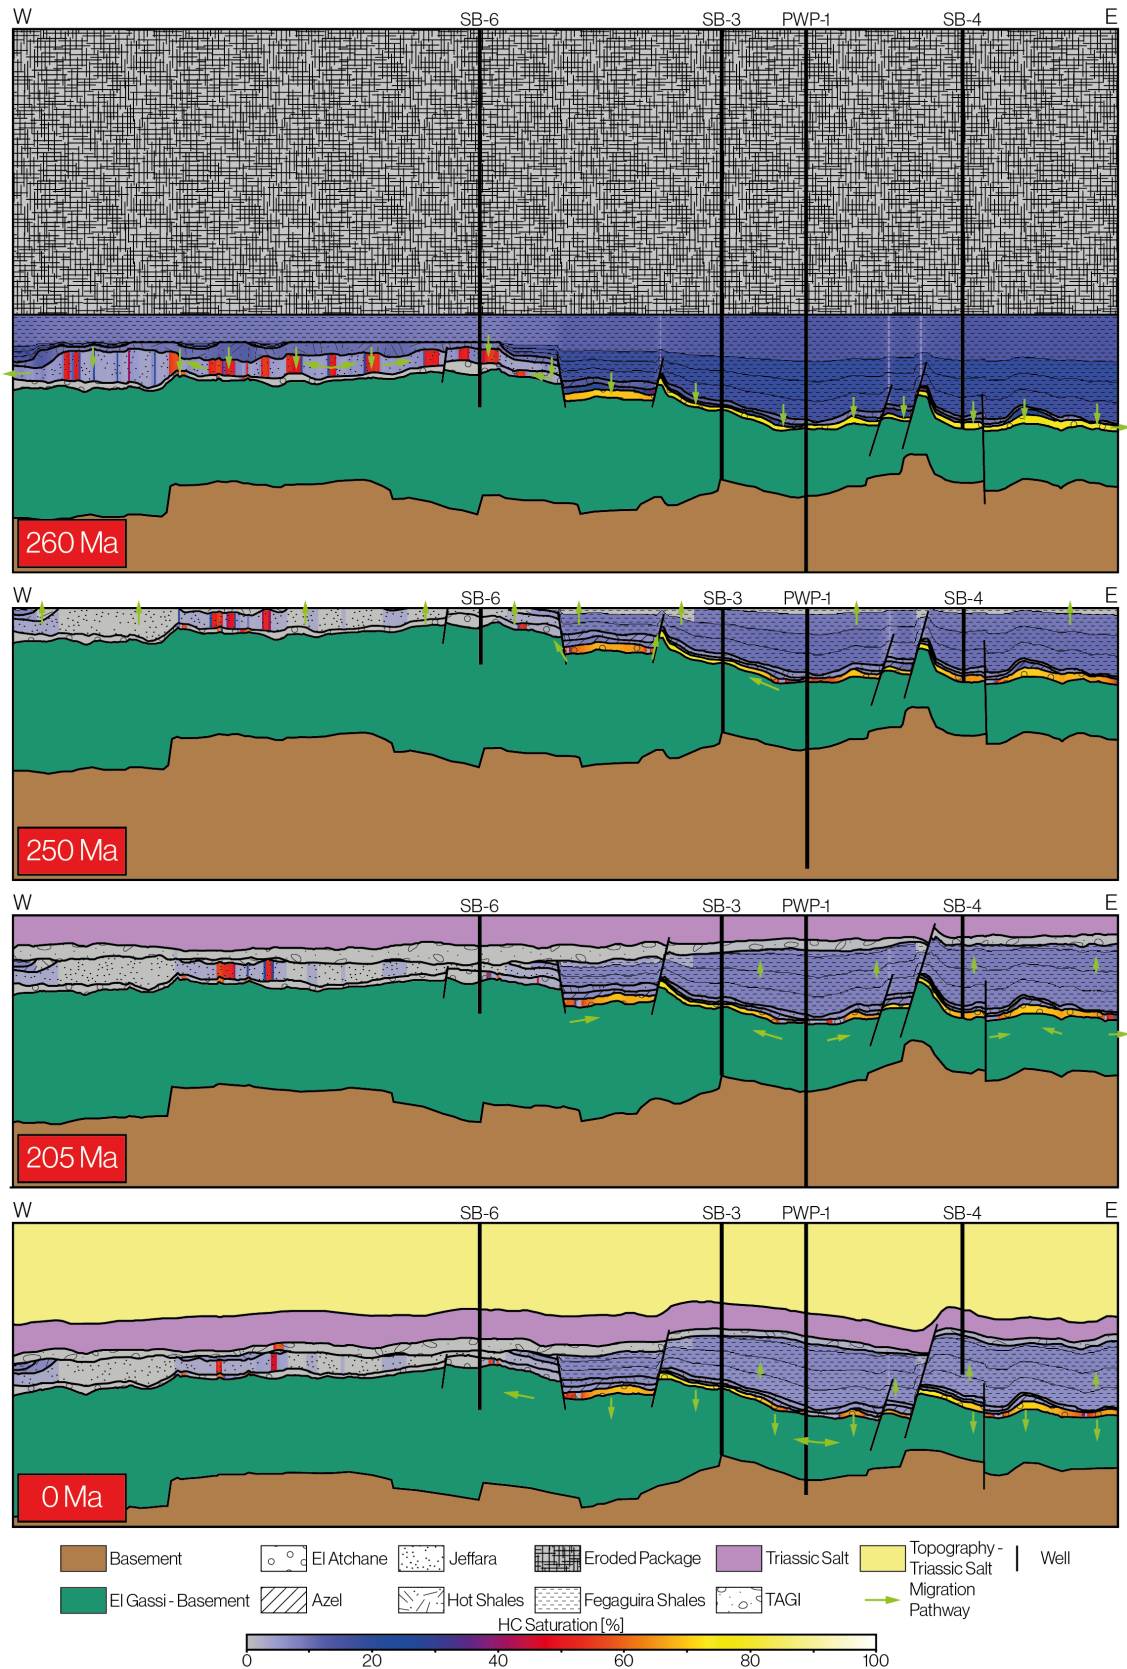 W E
SB-6 SB-3 PWP-1 SB-4
260 Ma
W E
SB-6 SB-3 PWP-1 SB-4
250 Ma
W E
SB-6 SB-3 PWP-1 SB-4
205 Ma
W E
SB-6 SB-3 PWP-1 SB-4
0 Ma
Basement El Atchane Jeffara Eroded Package Triassic Salt Topography - Triassic Salt Well
El Gassi - Basement Azel Hot Shales Fegaguira Shales TAGI Migration Pathway
HC Saturation [%]
0 20 40 60 80 100